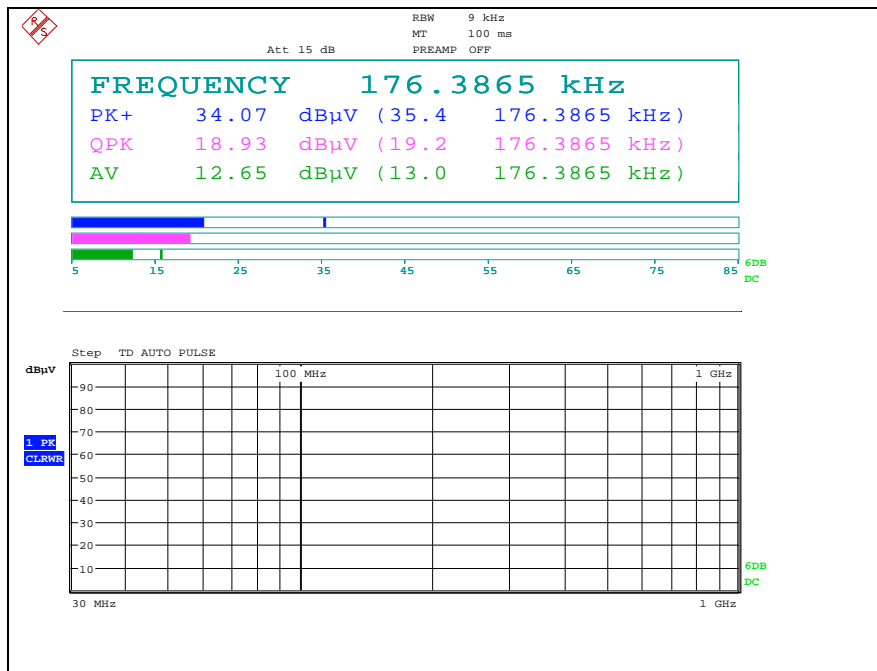 R
S
RBW 9 kHz
MT 100 ms
Att 15 dB PREAMP OFF
FREQUENCY 176.3865 kHz
PK+ 34.07 dBµV (35.4 176.3865 kHz)
QPK 18.93 dBµV (19.2 176.3865 kHz)
AV 12.65 dBµV (13.0 176.3865 kHz)
5 15 25 35 45 55 65 75 85
6DB
DC
Step TD AUTO PULSE
dBµV
100 MHz 1 GHz
90
80
70
1 PK
CLRWR
60
50
40
30
20
10
6DB
DC
30 MHz 1 GHz